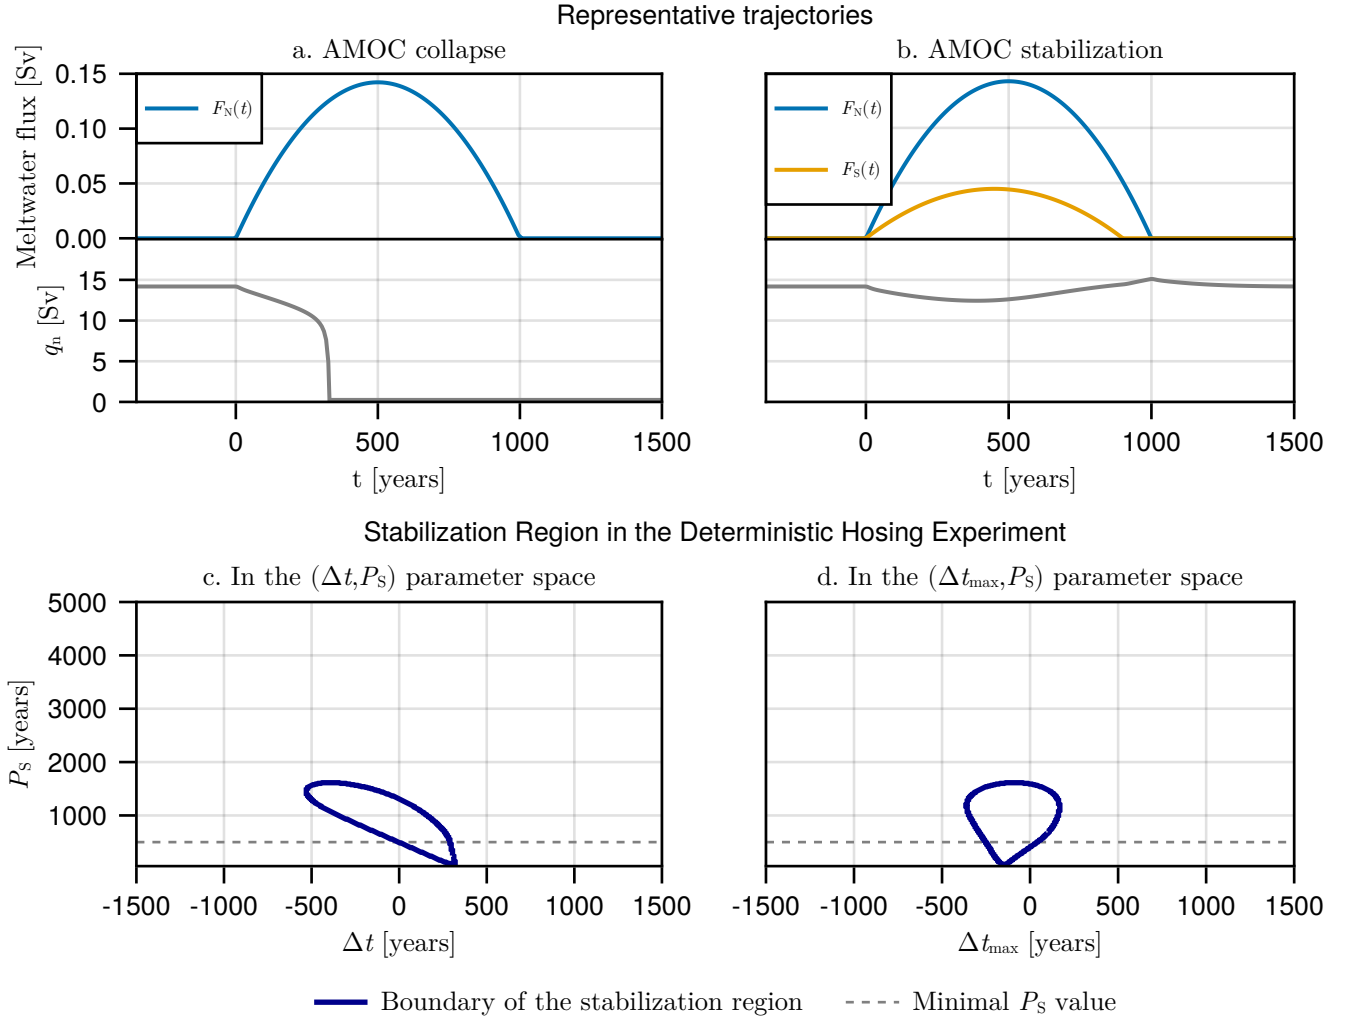 Representative trajectories
a. AMOC collapse
b. AMOC stabilization
Meltwater flux [Sv]
0.15
0.10
0.05
0.00
F_N(t)
F_N(t)
F_S(t)
q_n [Sv]
15
10
5
0
0 500 1000 1500
0 500 1000 1500
t [years]
t [years]
Stabilization Region in the Deterministic Hosing Experiment
c. In the (Δt,P_S) parameter space
d. In the (Δt_max,P_S) parameter space
P_S [years]
5000
4000
3000
2000
1000
-1500 -1000 -500 0 500 1000 1500
-1500 -1000 -500 0 500 1000 1500
Δt [years]
Δt_max [years]
Boundary of the stabilization region
Minimal P_S value